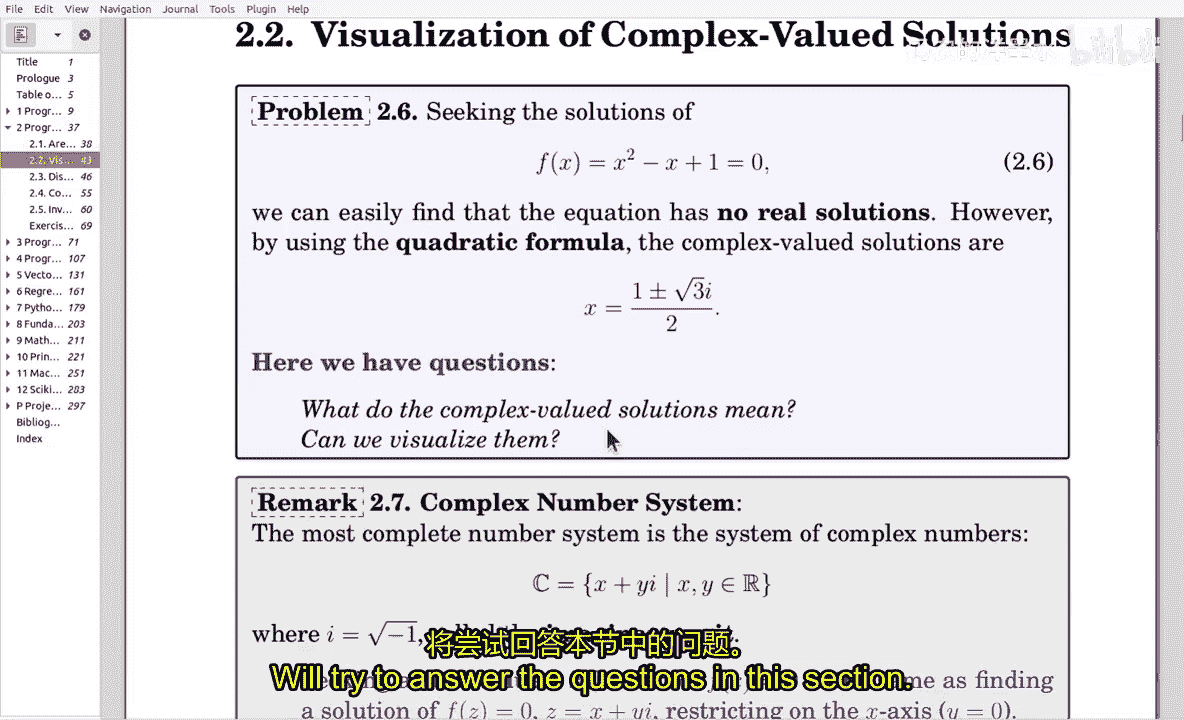 File Edit View Navigation Journal Tools Plugin Help
Title 1
Prologue 3
Table o... 5
1 Progr... 9
2 Progr... 37
2.1. Are... 38
2.2. Vis... 43
2.3. Dis... 46
2.4. Co... 55
2.5. Inv... 60
Exercis... 69
3 Progr... 71
4 Progr... 107
5 Vecto... 131
6 Regre... 161
7 Pytho... 179
8 Funda... 203
9 Math... 211
10 Prin... 221
11 Mac... 251
12 Sciki... 283
P Proje... 297
Bibliog...
Index
2.2. Visualization of Complex-Valued Solutions
bilibili
Problem 2.6. Seeking the solutions of
f(x) = x² − x + 1 = 0, (2.6)
we can easily find that the equation has no real solutions. However,
by using the quadratic formula, the complex-valued solutions are
x = (1 ± √3i)/2.
Here we have questions:
What do the complex-valued solutions mean?
Can we visualize them?
Remark 2.7. Complex Number System:
The most complete number system is the system of complex numbers:
ℂ = {x + yi | x, y ∈ ℝ}
where i = √−1,
将尝试回答本节中的问题。
Will try to answer the questions in this section.
me as finding
a solution of f(z) = 0, z = x + yi, restricting on the x-axis (y = 0).